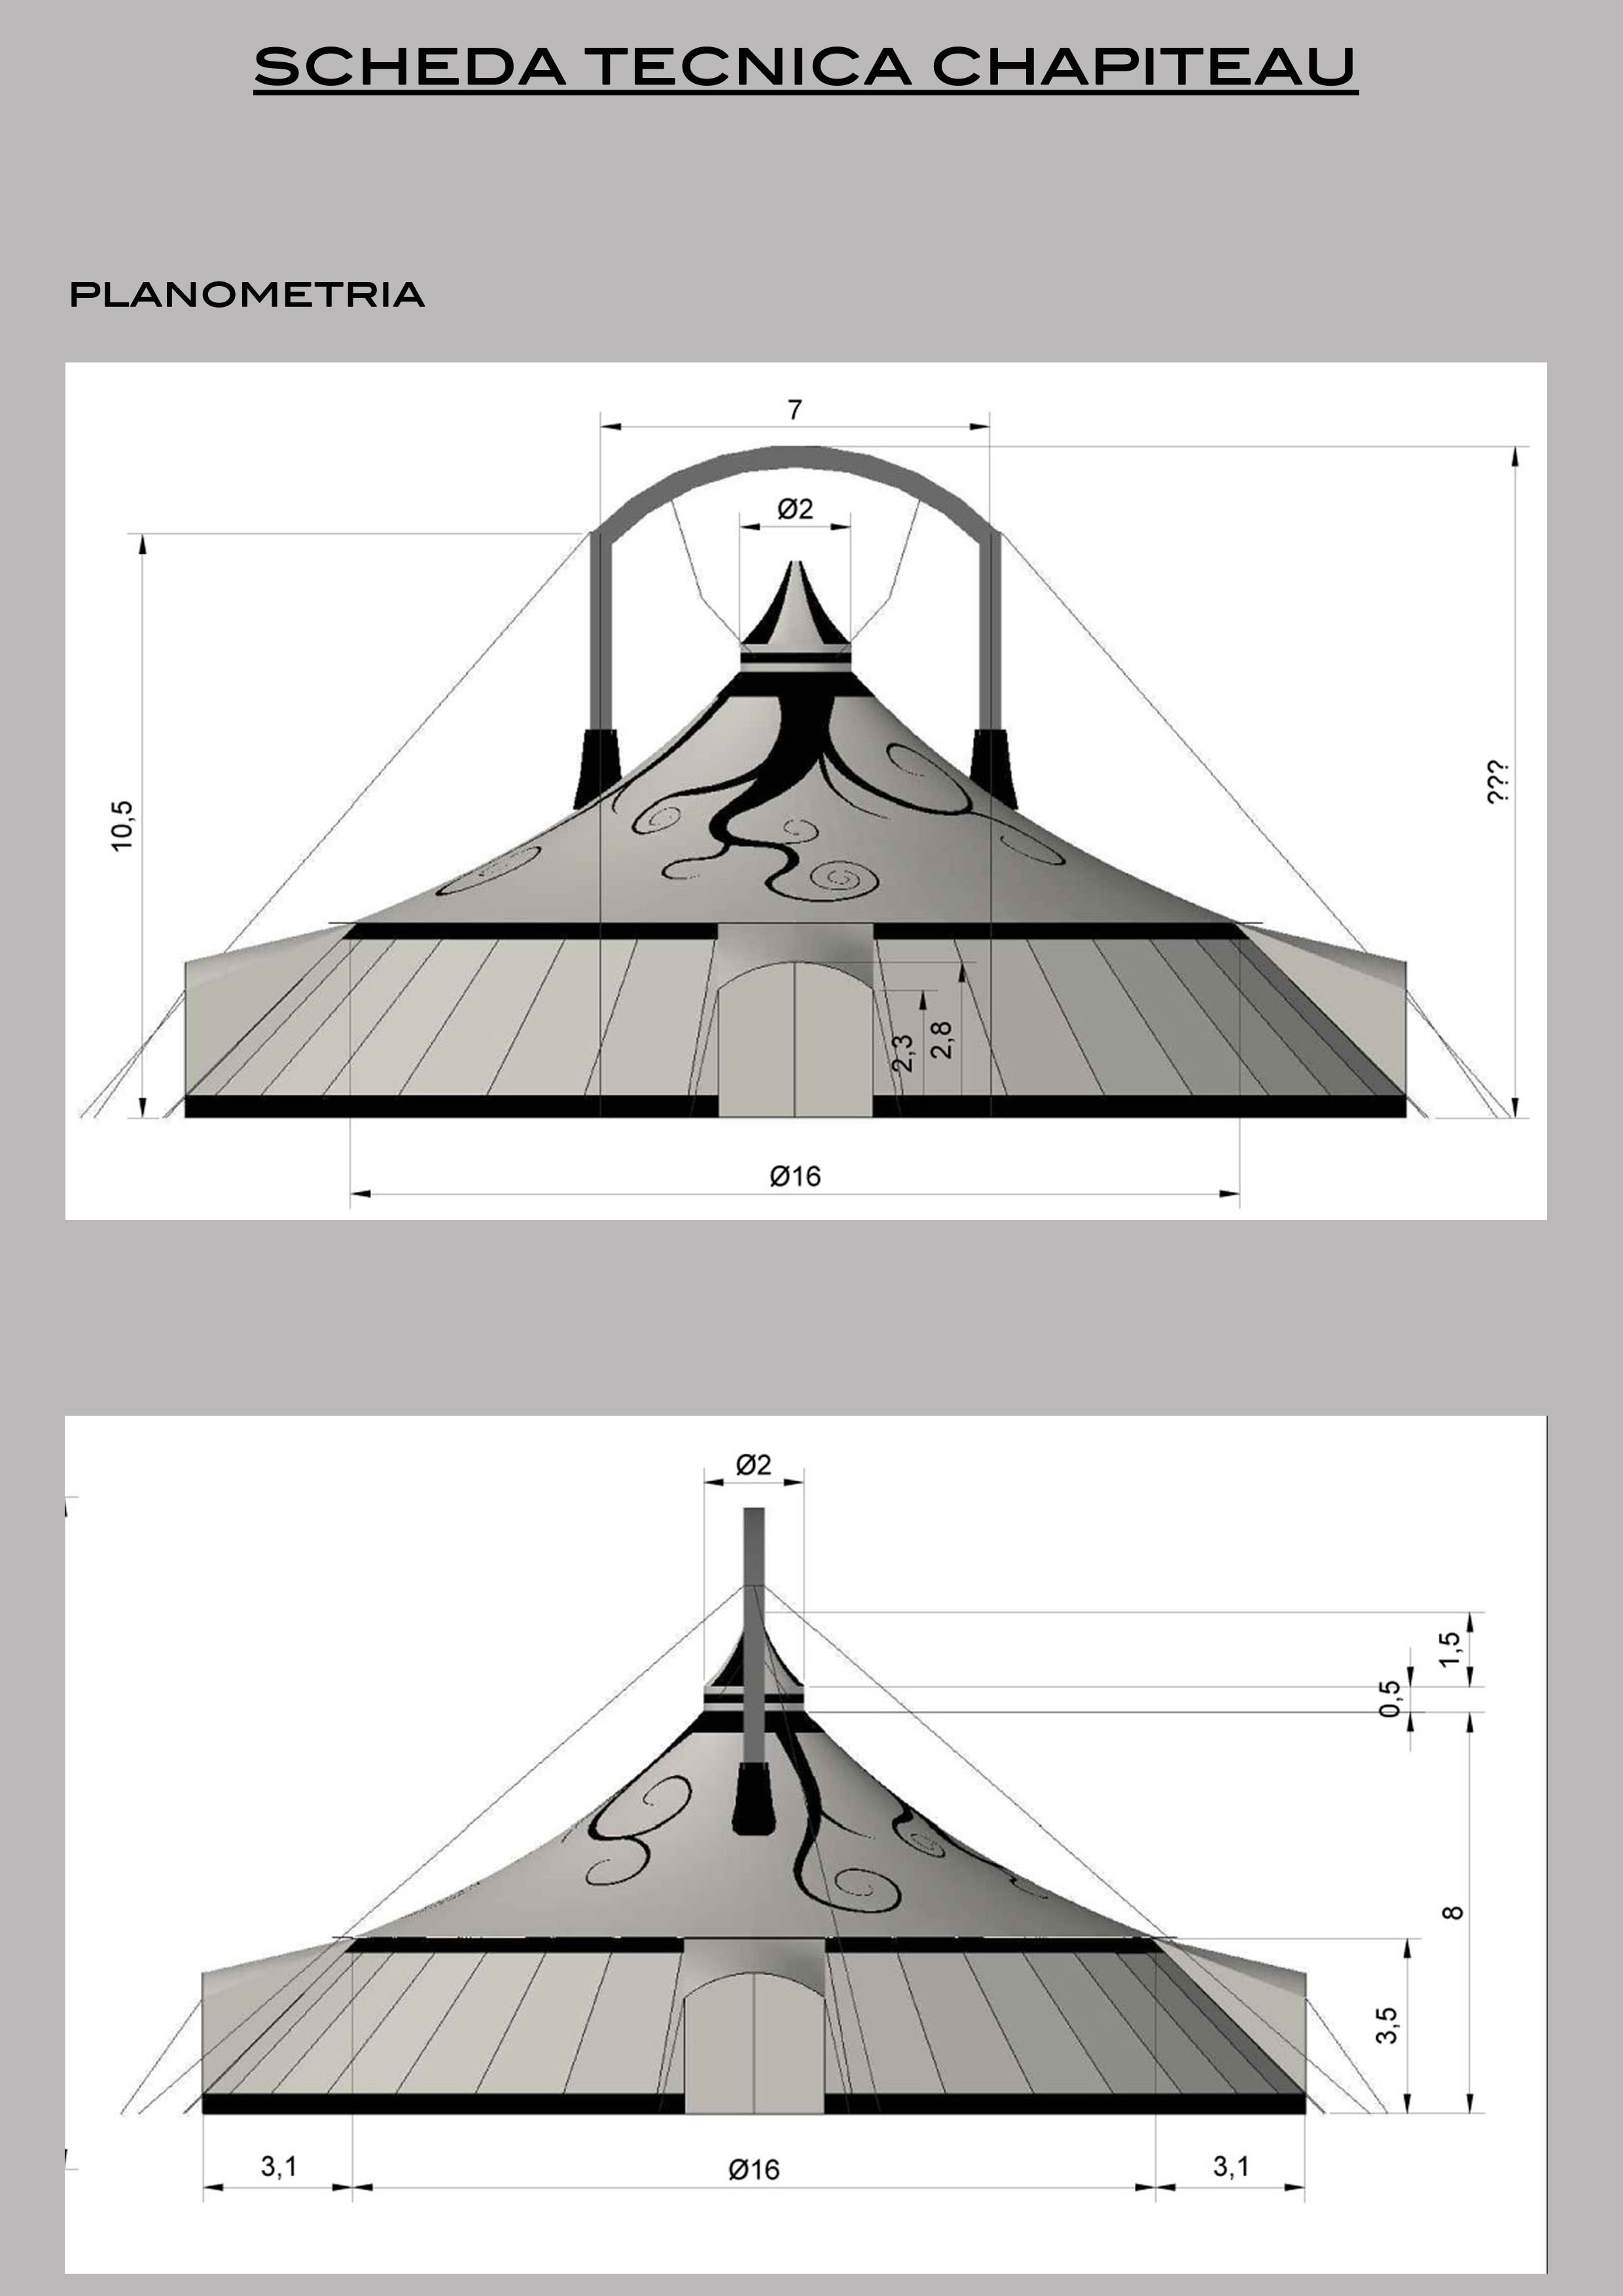 SCHEDA TECNICA CHAPITEAU
PLANOMETRIA
7
Ø2
10,5
???
2,3
2,8
Ø16
Ø2
1,5
0,5
8
3,5
3,1
Ø16
3,1